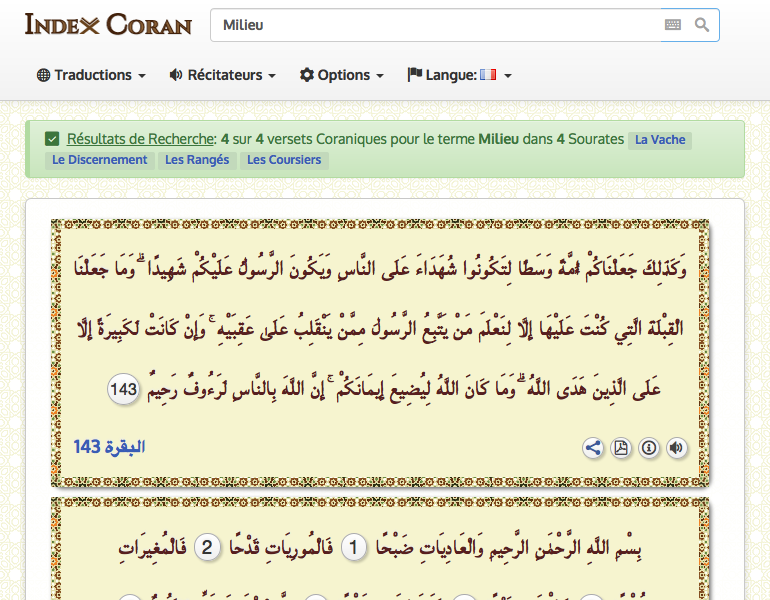 INDEX CORAN
Milieu
Traductions
Récitateurs
Options
Langue:
Résultats de Recherche: 4 sur 4 versets Coraniques pour le terme Milieu dans 4 Sourates La Vache
Le Discernement Les Rangés Les Coursiers
وَكَذَٰلِكَ جَعَلْنَاكُمْ أُمَّةً وَسَطًا لِتَكُونُوا شُهَدَاءَ عَلَى النَّاسِ وَيَكُونَ الرَّسُولُ عَلَيْكُمْ شَهِيدًا ۗ وَمَا جَعَلْنَا
الْقِبْلَةَ الَّتِي كُنْتَ عَلَيْهَا إِلَّا لِنَعْلَمَ مَنْ يَتَّبِعُ الرَّسُولَ مِمَّنْ يَنْقَلِبُ عَلَىٰ عَقِبَيْهِ ۚ وَإِنْ كَانَتْ لَكَبِيرَةً إِلَّا
عَلَى الَّذِينَ هَدَى اللَّهُ ۗ وَمَا كَانَ اللَّهُ لِيُضِيعَ إِيمَانَكُمْ ۚ إِنَّ اللَّهَ بِالنَّاسِ لَرَءُوفٌ رَحِيمٌ 143
البقرة 143
بِسْمِ اللَّهِ الرَّحْمَٰنِ الرَّحِيمِ وَالْعَادِيَاتِ ضَبْحًا 1 فَالْمُورِيَاتِ قَدْحًا 2 فَالْمُغِيرَاتِ